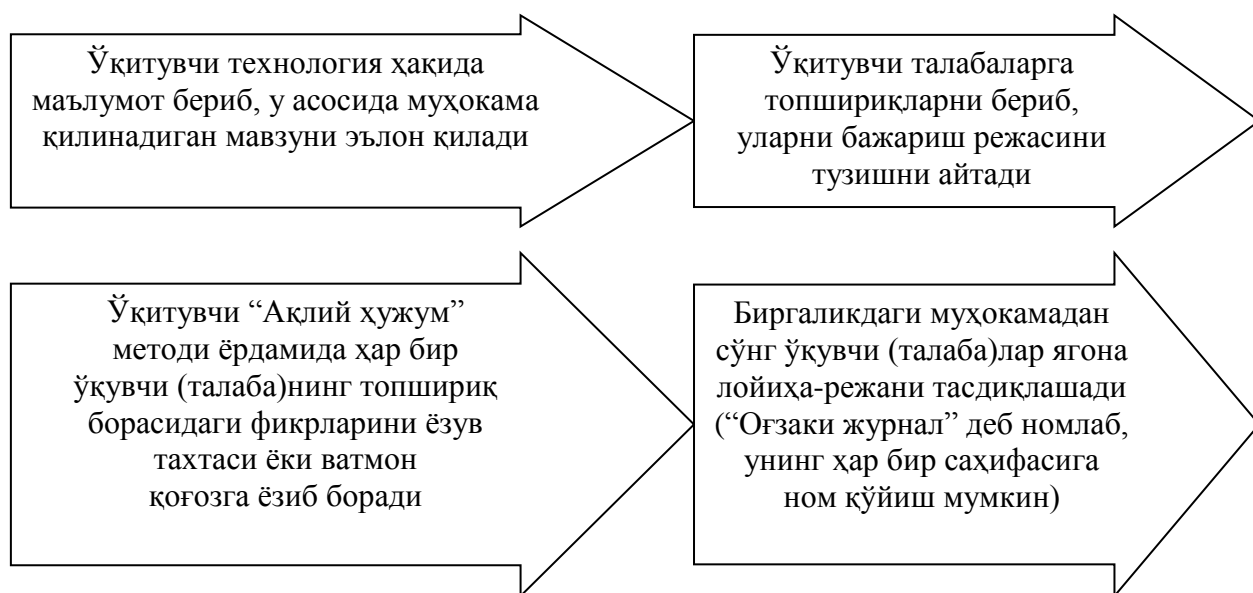 Ўқитувчи технология ҳақида
маълумот бериб, у асосида муҳокама
қилинадиган мавзуни эълон қилади
Ўқитувчи талабаларга
топшириқларни бериб,
уларни бажариш режасини
тузишни айтади
Ўқитувчи “Ақлий ҳужум”
методи ёрдамида ҳар бир
ўқувчи (талаба)нинг топшириқ
борасидаги фикрларини ёзув
тахтаси ёки ватмон
қоғозга ёзиб боради
Биргаликдаги муҳокамадан
сўнг ўқувчи (талаба)лар ягона
лойиҳа-режани тасдиқлашади
(“Оғзаки журнал” деб номлаб,
унинг ҳар бир саҳифасига
ном қўйиш мумкин)